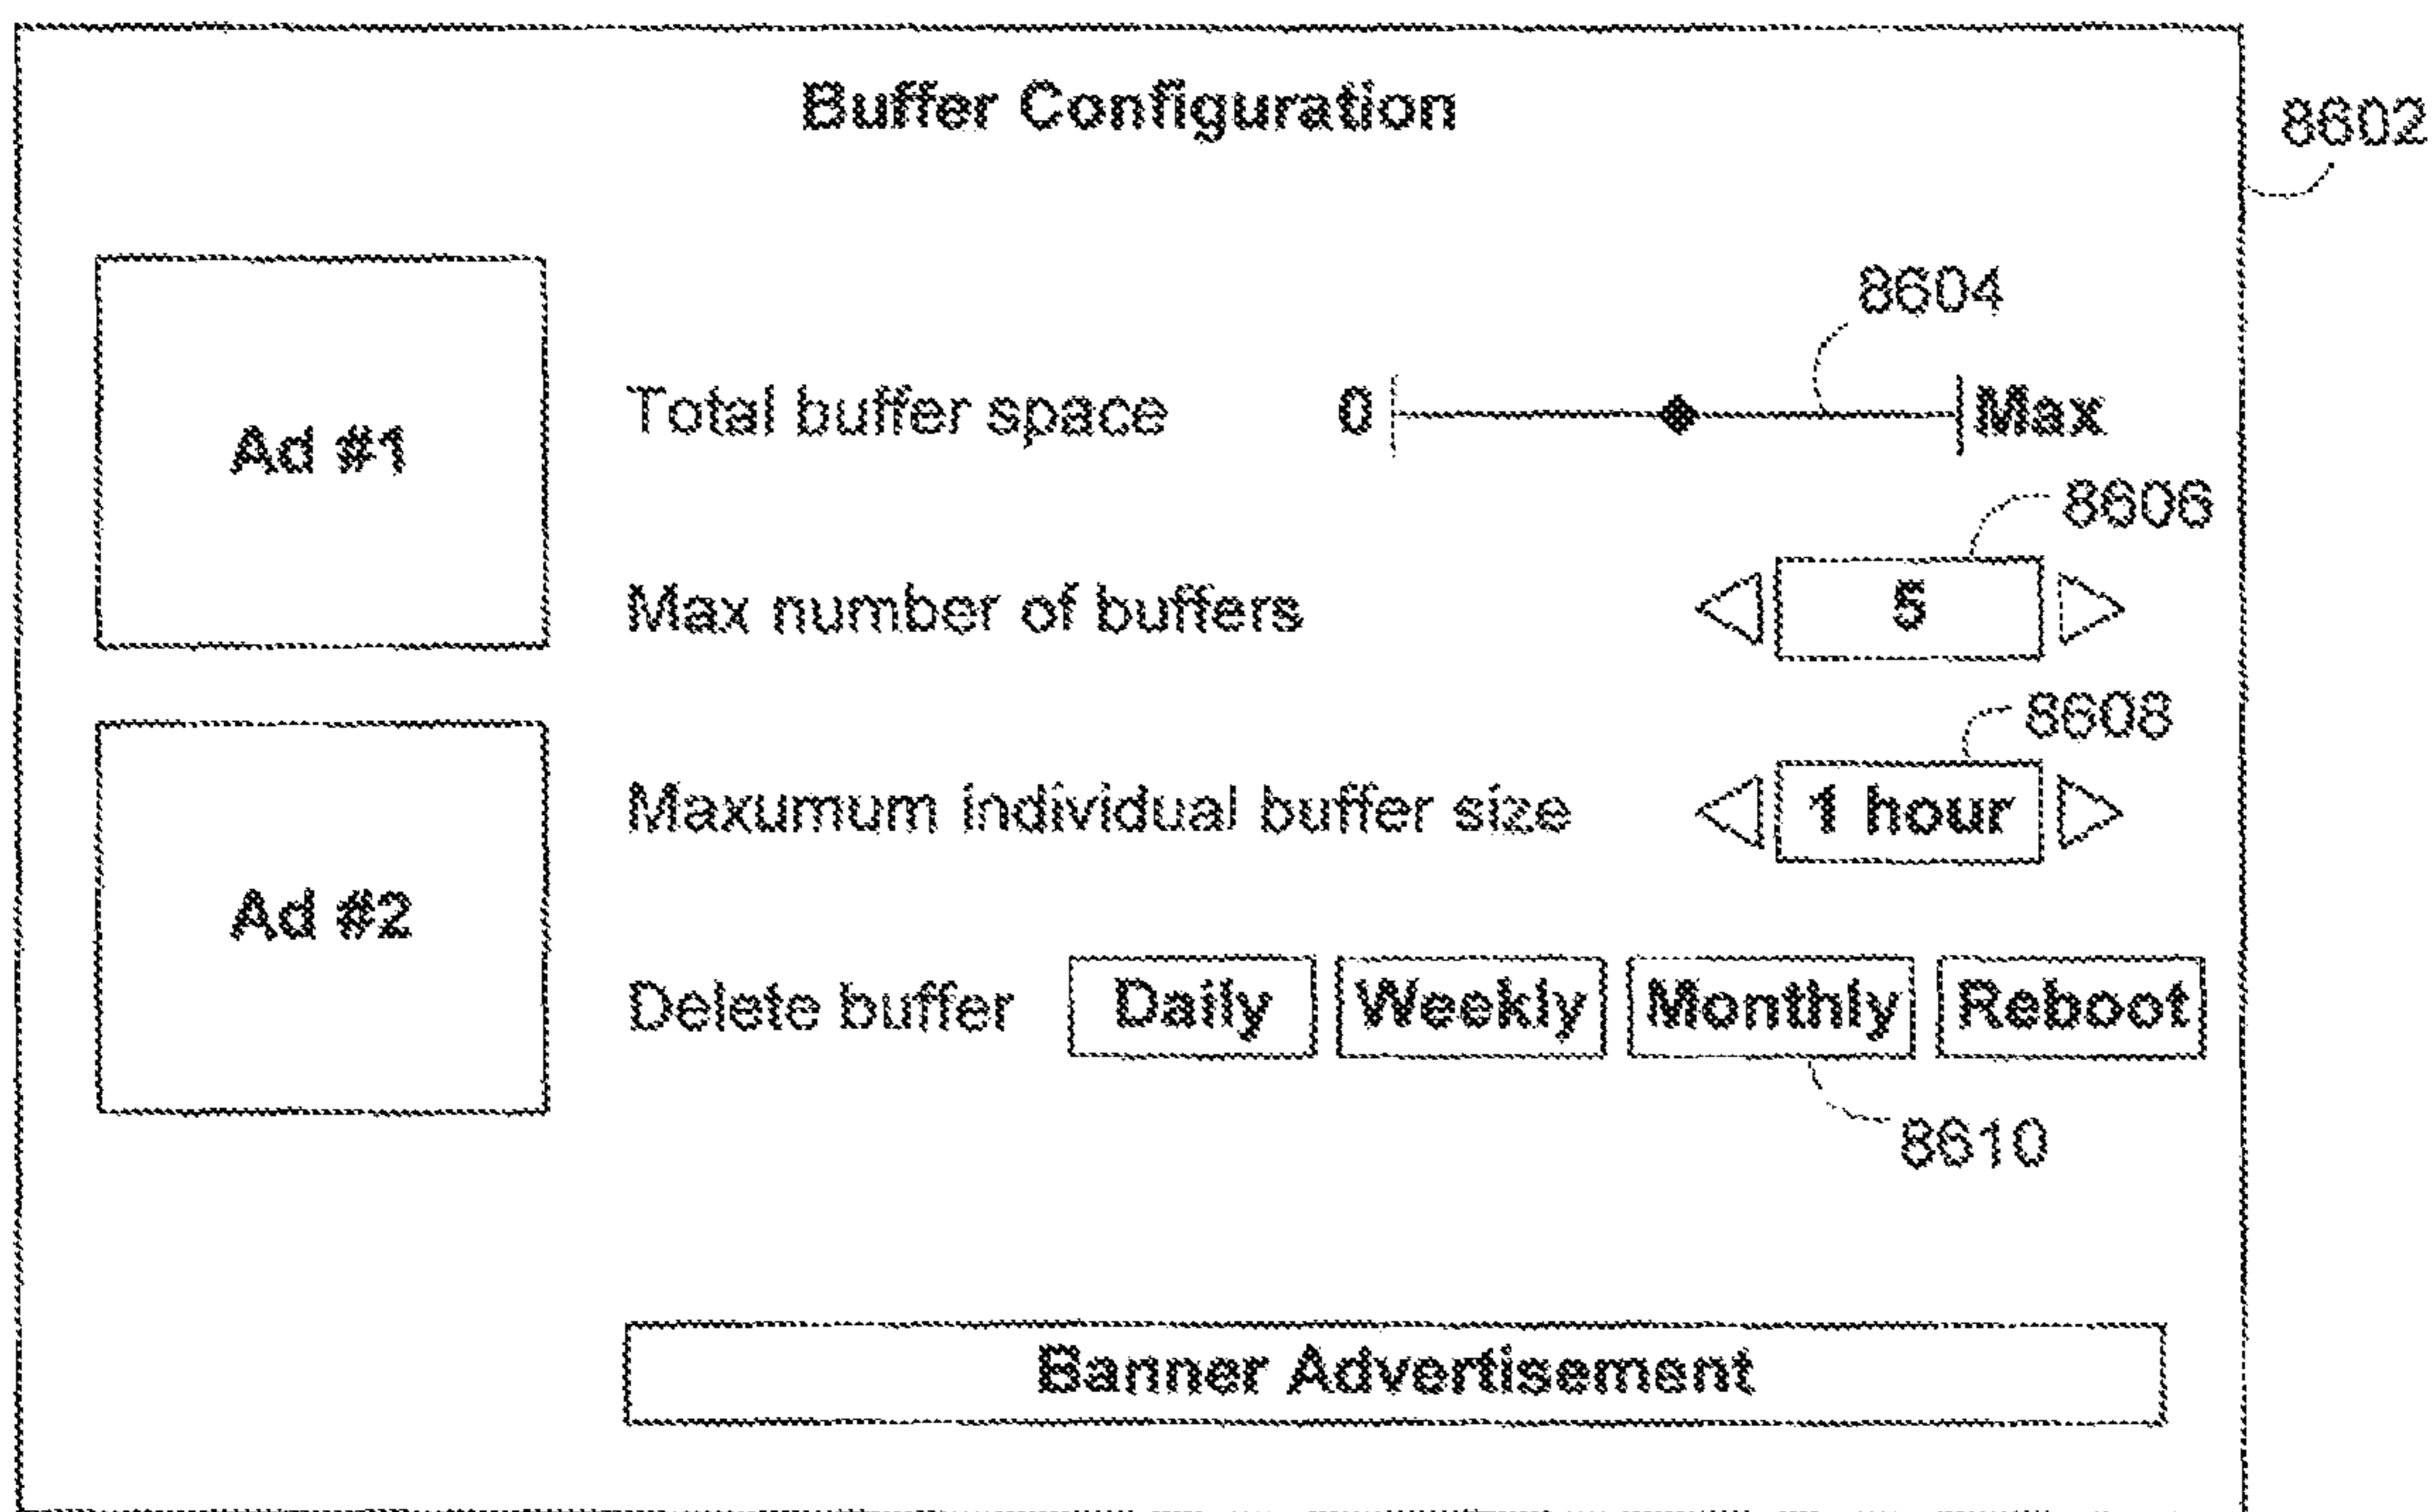 Buffer Configuration
8602
Ad #1
8604
Total buffer space 0 Max
8606
Max number of buffers 5
8608
Maxumum individual buffer size 1 hour
Ad #2
Delete buffer Daily Weekly Monthly Reboot
8610
Banner Advertisement